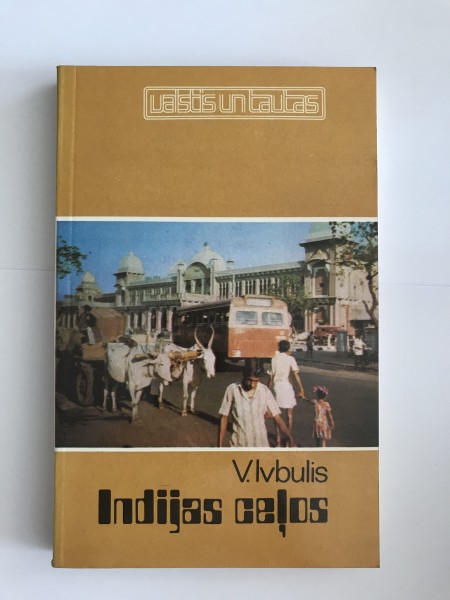 valstis un tautas
V. Ivbulis
Indijas ceļos